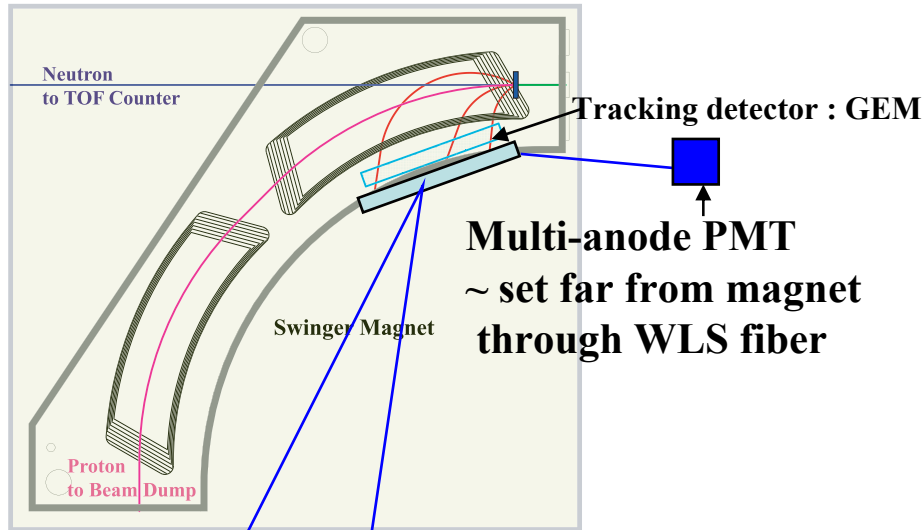 Neutron
to TOF Counter
Tracking detector : GEM
Multi-anode PMT
~ set far from magnet
through WLS fiber
Swinger Magnet
Proton
to Beam Dump